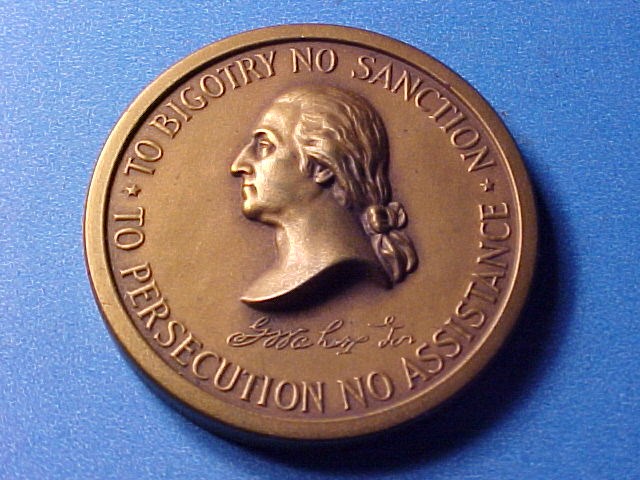 TO BIGOTRY NO SANCTION
TO PERSECUTION NO ASSISTANCE